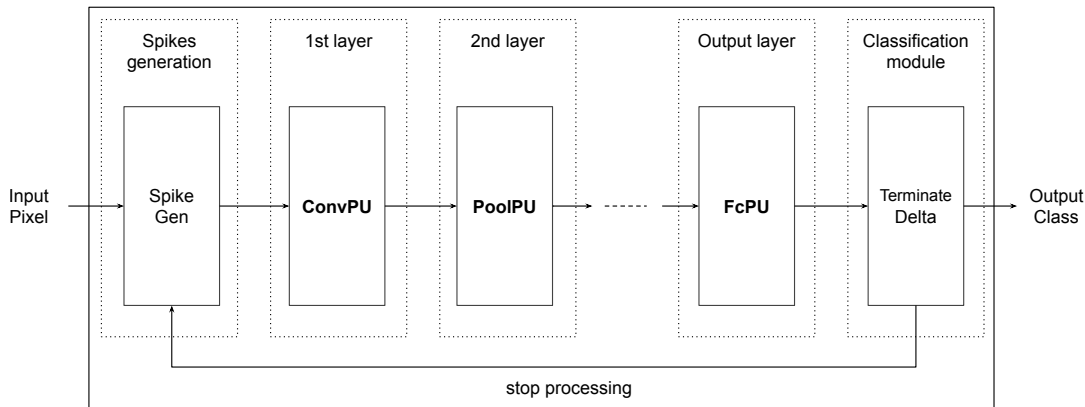 Spikes
generation
1st layer
2nd layer
Output layer
Classification
module
Input
Pixel
Spike
Gen
ConvPU
PoolPU
FcPU
Terminate
Delta
Output
Class
stop processing